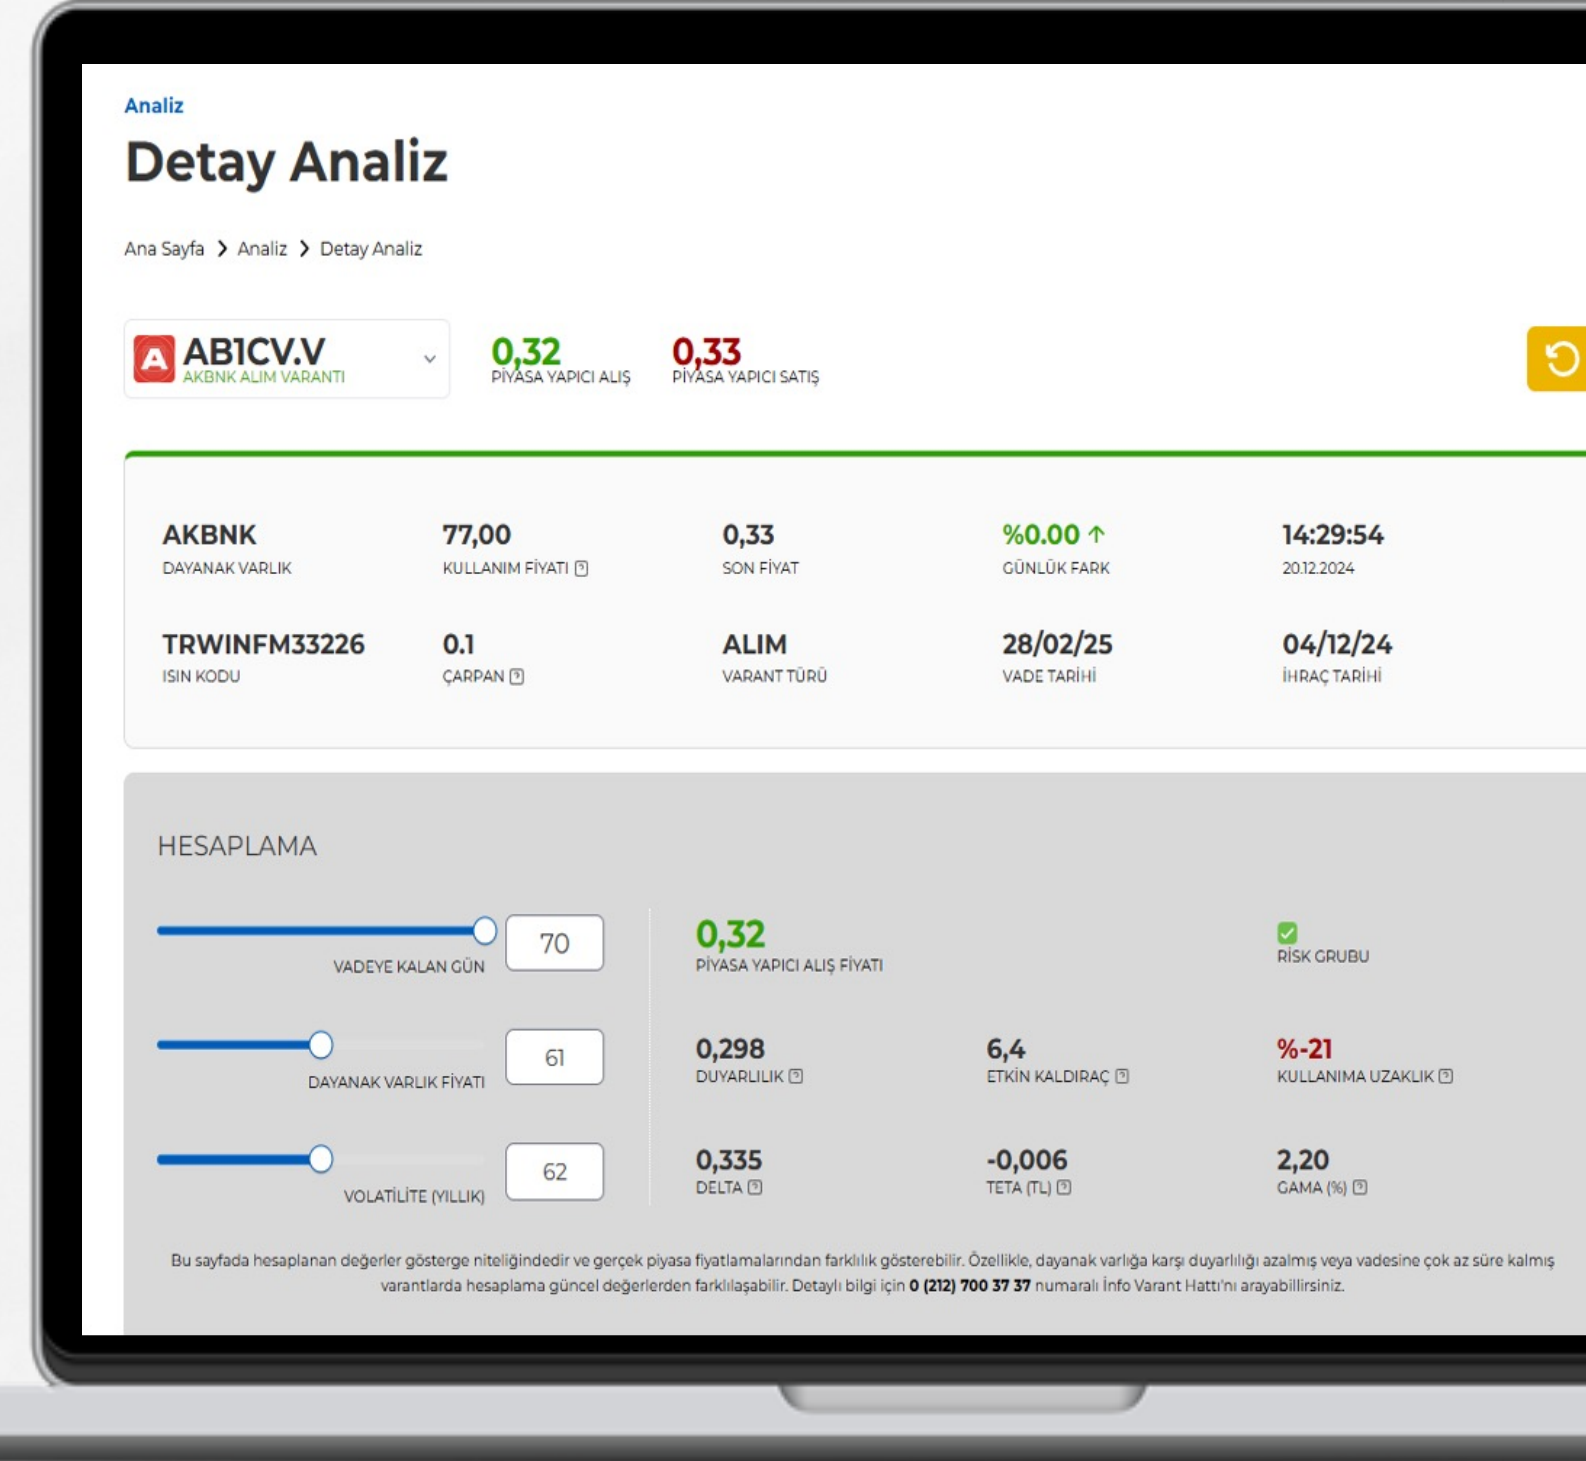 Analiz
Detay Analiz
Ana Sayfa > Analiz > Detay Analiz
A AB1CV.V
AKBNK ALIM VARANTI
0,32
PİYASA YAPICI ALIŞ
0,33
PİYASA YAPICI SATIŞ
AKBNK 77,00 0,33 %0.00 ↑ 14:29:54
DAYANAK VARLIK KULLANIM FİYATI SON FİYAT GÜNLÜK FARK 20.12.2024
TRWINFM33226 0.1 ALIM 28/02/25 04/12/24
ISIN KODU ÇARPAN VARANT TÜRÜ VADE TARİHİ İHRAÇ TARİHİ
HESAPLAMA
70
VADEYE KALAN GÜN
61
DAYANAK VARLIK FİYATI
62
VOLATİLİTE (YILLIK)
0,32
PİYASA YAPICI ALIŞ FİYATI
RİSK GRUBU
0,298 6,4 %-21
DUYARLILIK ETKİN KALDIRAÇ KULLANIMA UZAKLIK
0,335 -0,006 2,20
DELTA TETA (TL) GAMA (%)
Bu sayfada hesaplanan değerler gösterge niteliğindedir ve gerçek piyasa fiyatlamalarından farklılık gösterebilir. Özellikle, dayanak varlığa karşı duyarlılığı azalmış veya vadesine çok az süre kalmış
varantlarda hesaplama güncel değerlerden farklılaşabilir. Detaylı bilgi için 0 (212) 700 37 37 numaralı İnfo Varant Hattı'nı arayabillirsiniz.